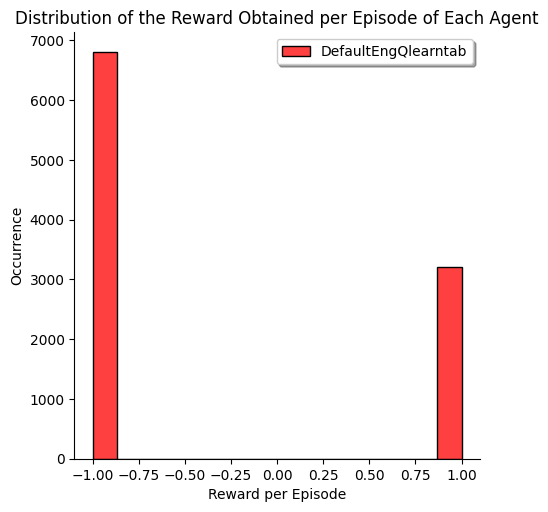 Distribution of the Reward Obtained per Episode of Each Agent
DefaultEngQlearntab
7000
6000
5000
4000
3000
2000
1000
0
Occurrence
−1.00 −0.75 −0.50 −0.25 0.00 0.25 0.50 0.75 1.00
Reward per Episode